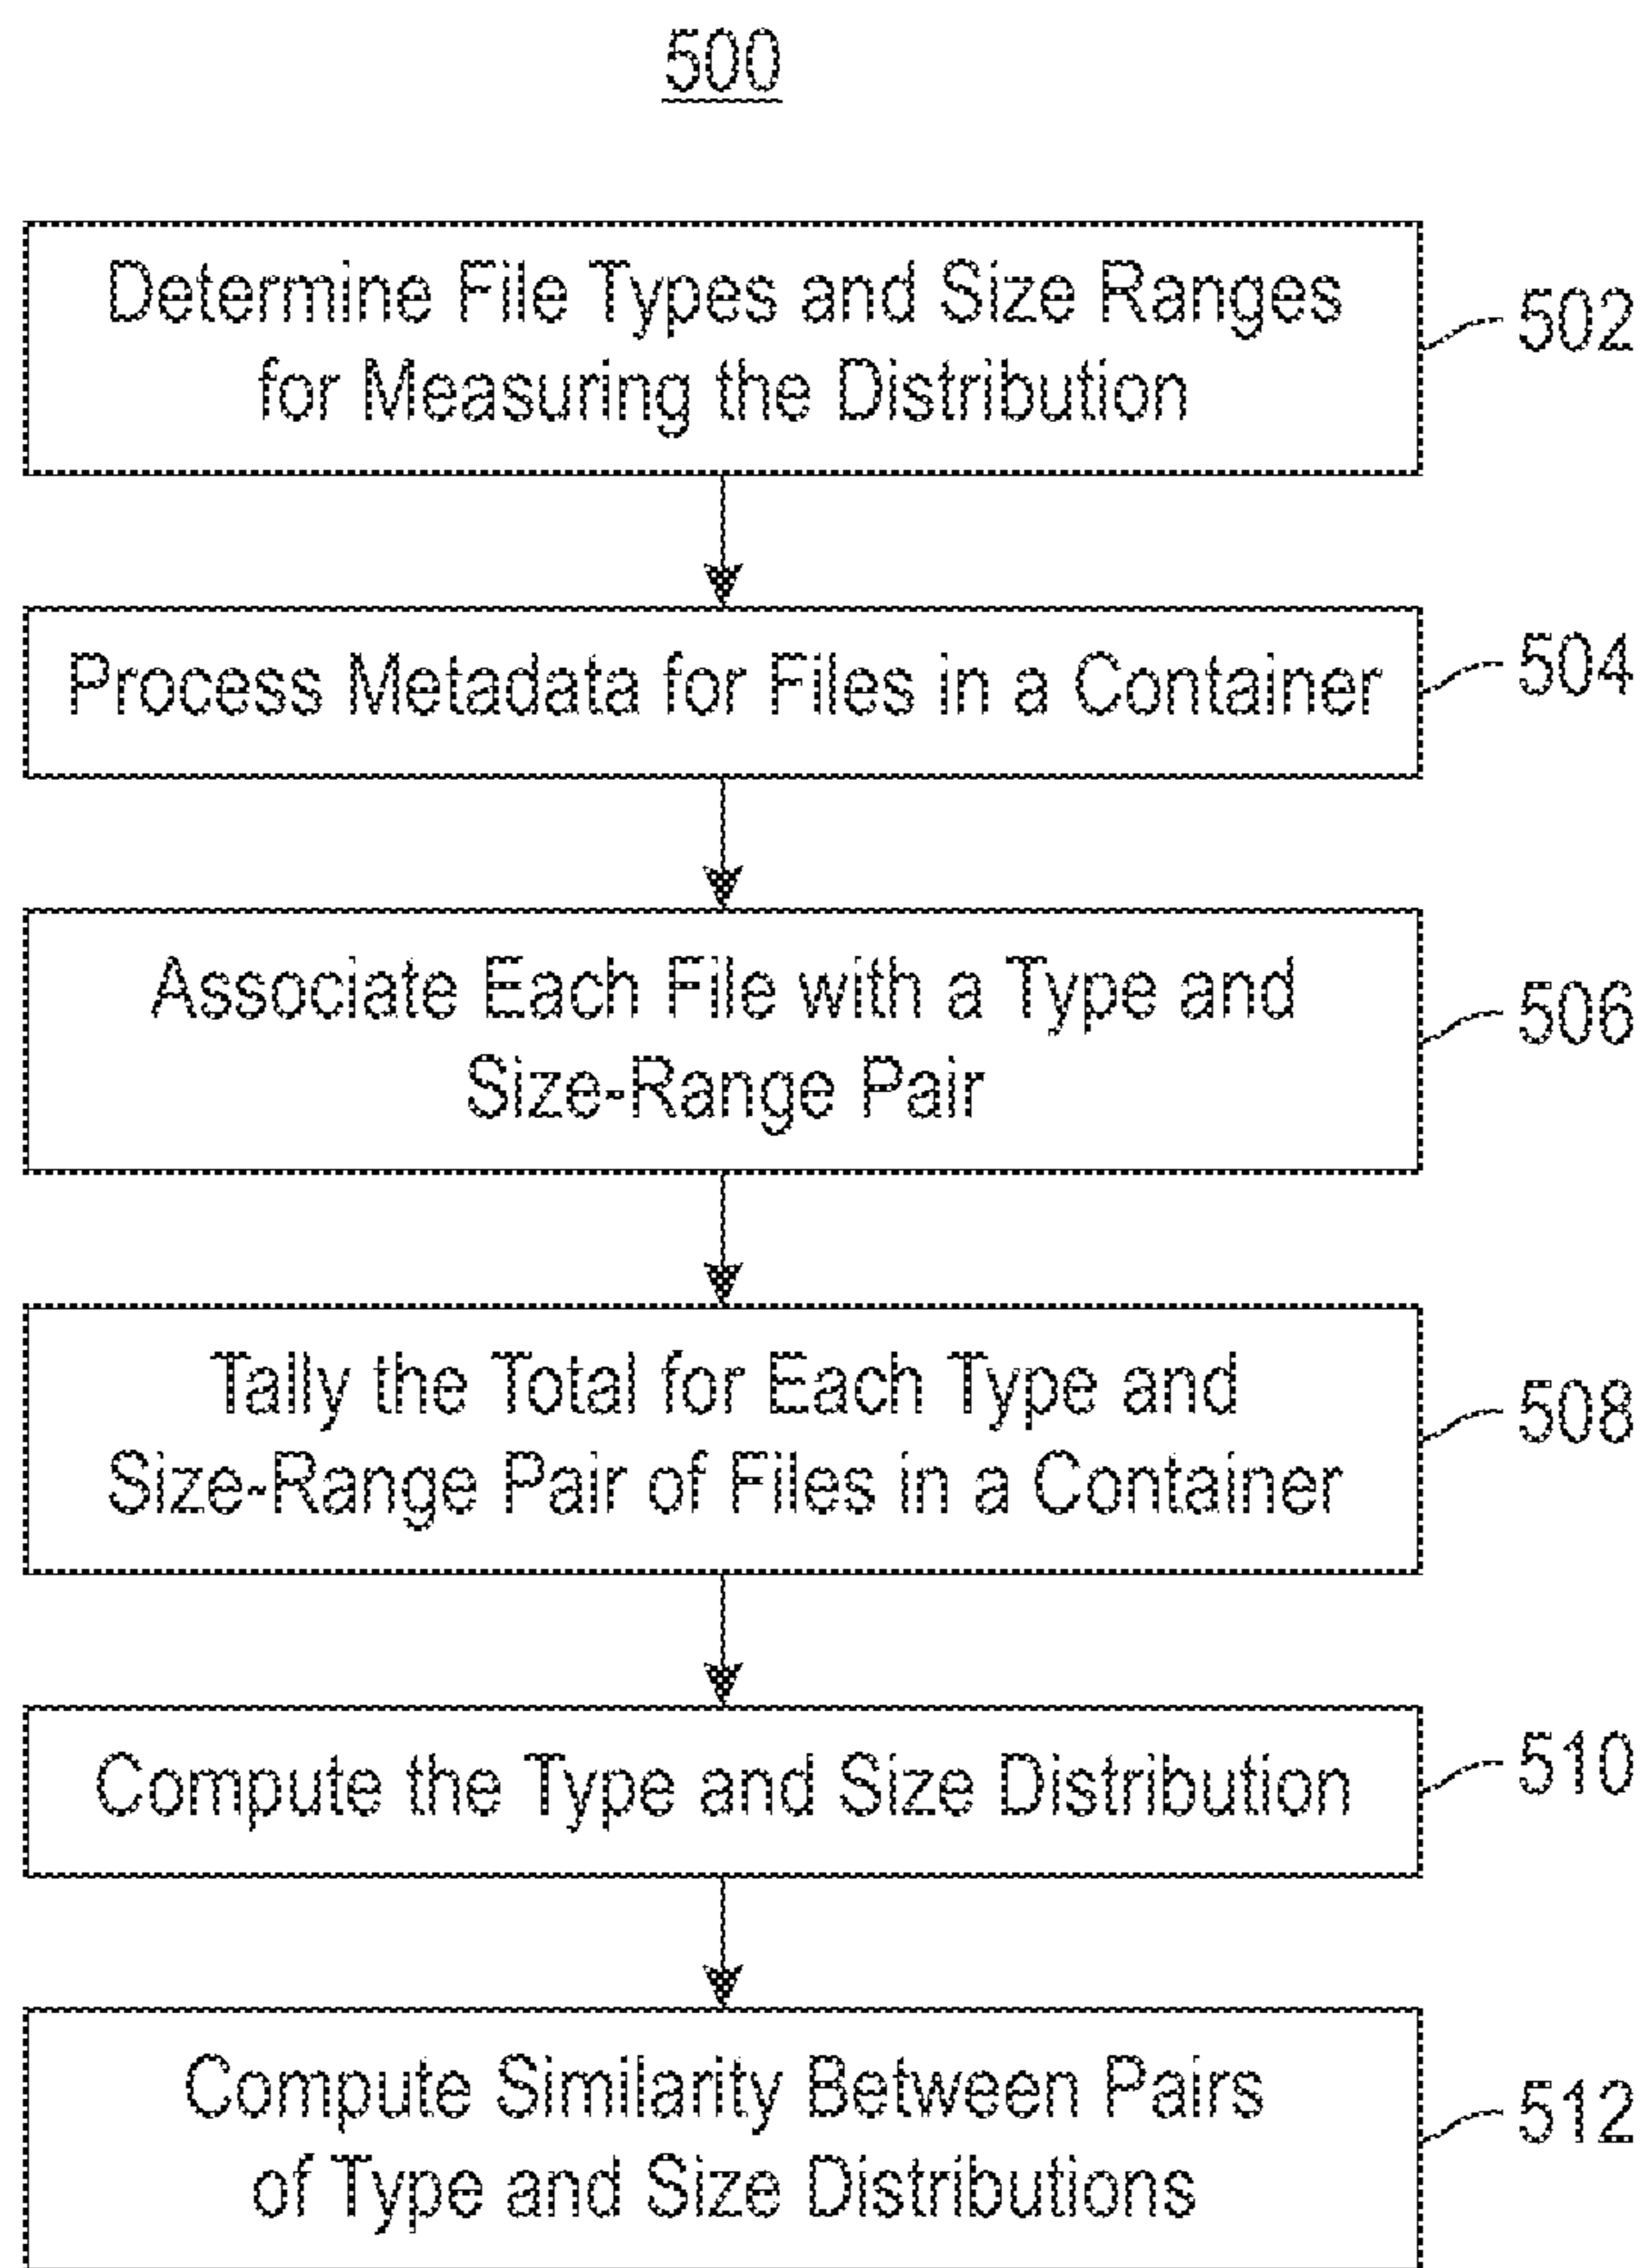 500
Determine File Types and Size Ranges
for Measuring the Distribution
502
Process Metadata for Files in a Container
504
Associate Each File with a Type and
Size-Range Pair
506
Tally the Total for Each Type and
Size-Range Pair of Files in a Container
508
Compute the Type and Size Distribution
510
Compute Similarity Between Pairs
of Type and Size Distributions
512